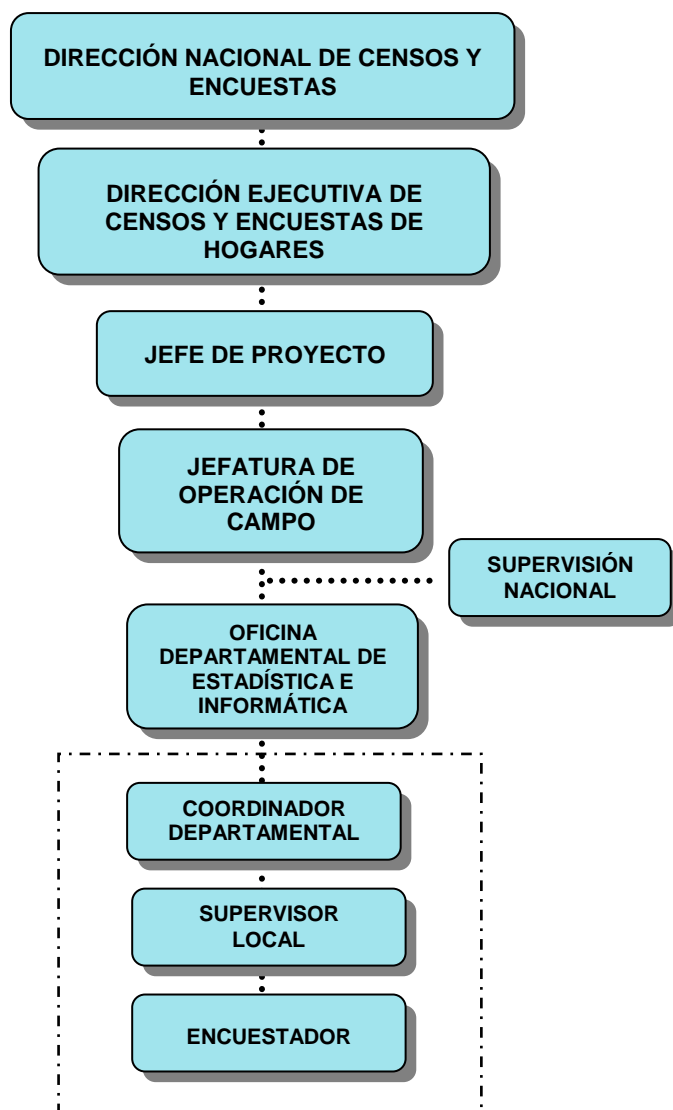 DIRECCIÓN NACIONAL DE CENSOS Y
ENCUESTAS
DIRECCIÓN EJECUTIVA DE
CENSOS Y ENCUESTAS DE
HOGARES
JEFE DE PROYECTO
JEFATURA DE
OPERACIÓN DE
CAMPO
SUPERVISIÓN
NACIONAL
OFICINA
DEPARTAMENTAL DE
ESTADÍSTICA E
INFORMÁTICA
COORDINADOR
DEPARTAMENTAL
SUPERVISOR
LOCAL
ENCUESTADOR